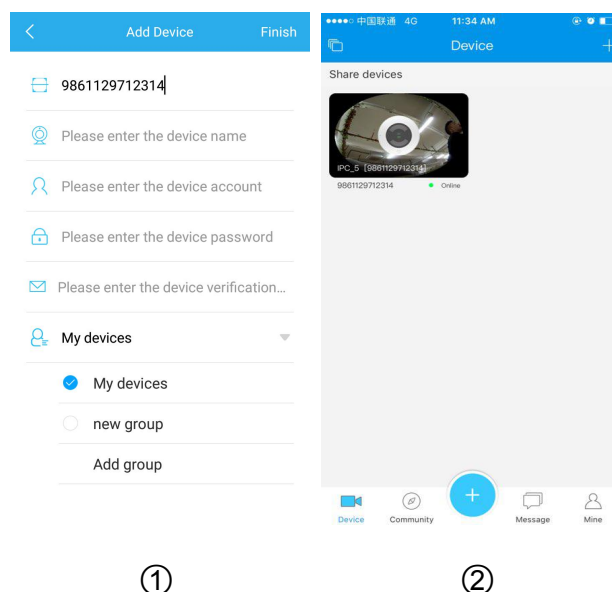 Add Device
Finish
9861129712314
Please enter the device name
Please enter the device account
Please enter the device password
Please enter the device verification...
My devices
My devices
new group
Add group
①
中国联通 4G 11:34 AM
Device
Share devices
IPC_5 [9861129712314]
9861129712314 Online
Device Community Message Mine
②